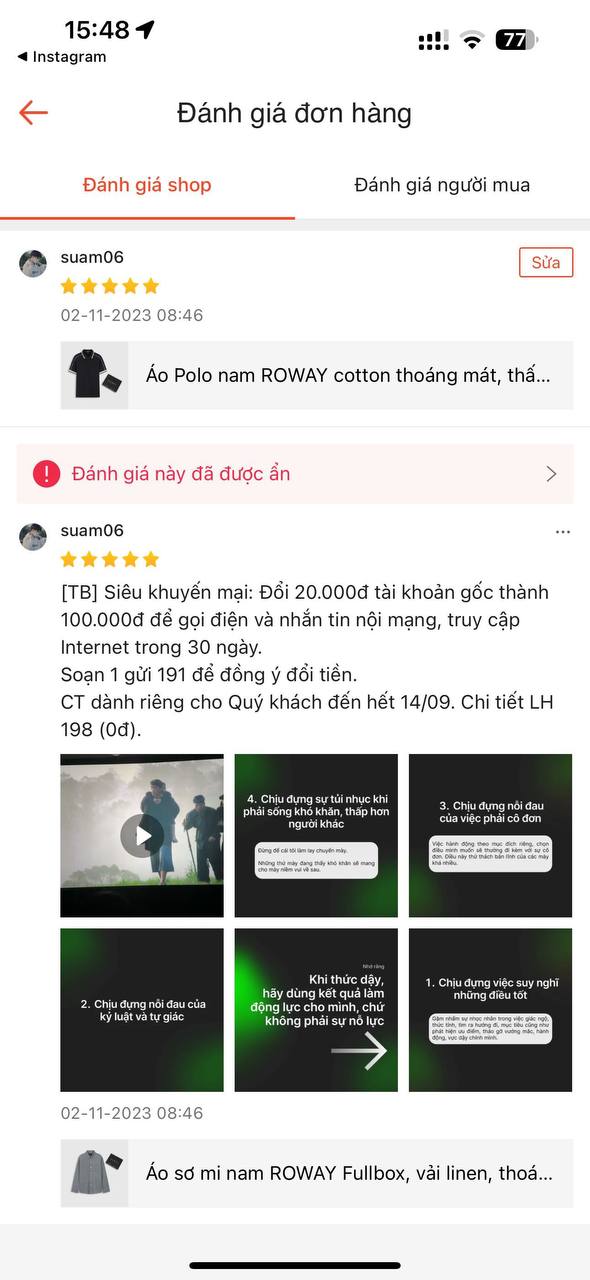 15:48
77
Instagram
Đánh giá đơn hàng
Đánh giá shop
Đánh giá người mua
suam06
Sửa
02-11-2023 08:46
Áo Polo nam ROWAY cotton thoáng mát, thấ...
Đánh giá này đã được ẩn
suam06
[TB] Siêu khuyến mại: Đổi 20.000đ tài khoản gốc thành
100.000đ để gọi điện và nhắn tin nội mạng, truy cập
Internet trong 30 ngày.
Soạn 1 gửi 191 để đồng ý đổi tiền.
CT dành riêng cho Quý khách đến hết 14/09. Chi tiết LH
198 (0đ).
4. Chịu đựng sự tủi nhục khi
phải sống khó khăn, thấp hơn
người khác
Đừng để cái tôi làm lay chuyển mày.
Những thứ mày đang thấy khó khăn sẽ mang
cho mày niềm vui về sau.
3. Chịu đựng nỗi đau
của việc phải cô đơn
Việc hành động theo mục đích riêng, chọn
điều mình muốn sẽ thường đi kèm với sự cô
đơn. Điều này thử thách bản lĩnh của các mày
khá nhiều.
2. Chịu đựng nỗi đau của
kỷ luật và tự giác
Nhớ rằng
Khi thức dậy,
hãy dùng kết quả làm
động lực cho mình, chứ
không phải sự nỗ lực
1. Chịu đựng việc suy nghĩ
những điều tốt
Gặm nhấm sự nhọc nhằn trong việc giác ngộ,
thức tỉnh, tìm ra hướng đi, mục tiêu cũng như
phát hiện ưu điểm, tháo gỡ vướng mắc, hành
động, vực dậy chính mình.
02-11-2023 08:46
Áo sơ mi nam ROWAY Fullbox, vải linen, thoá...